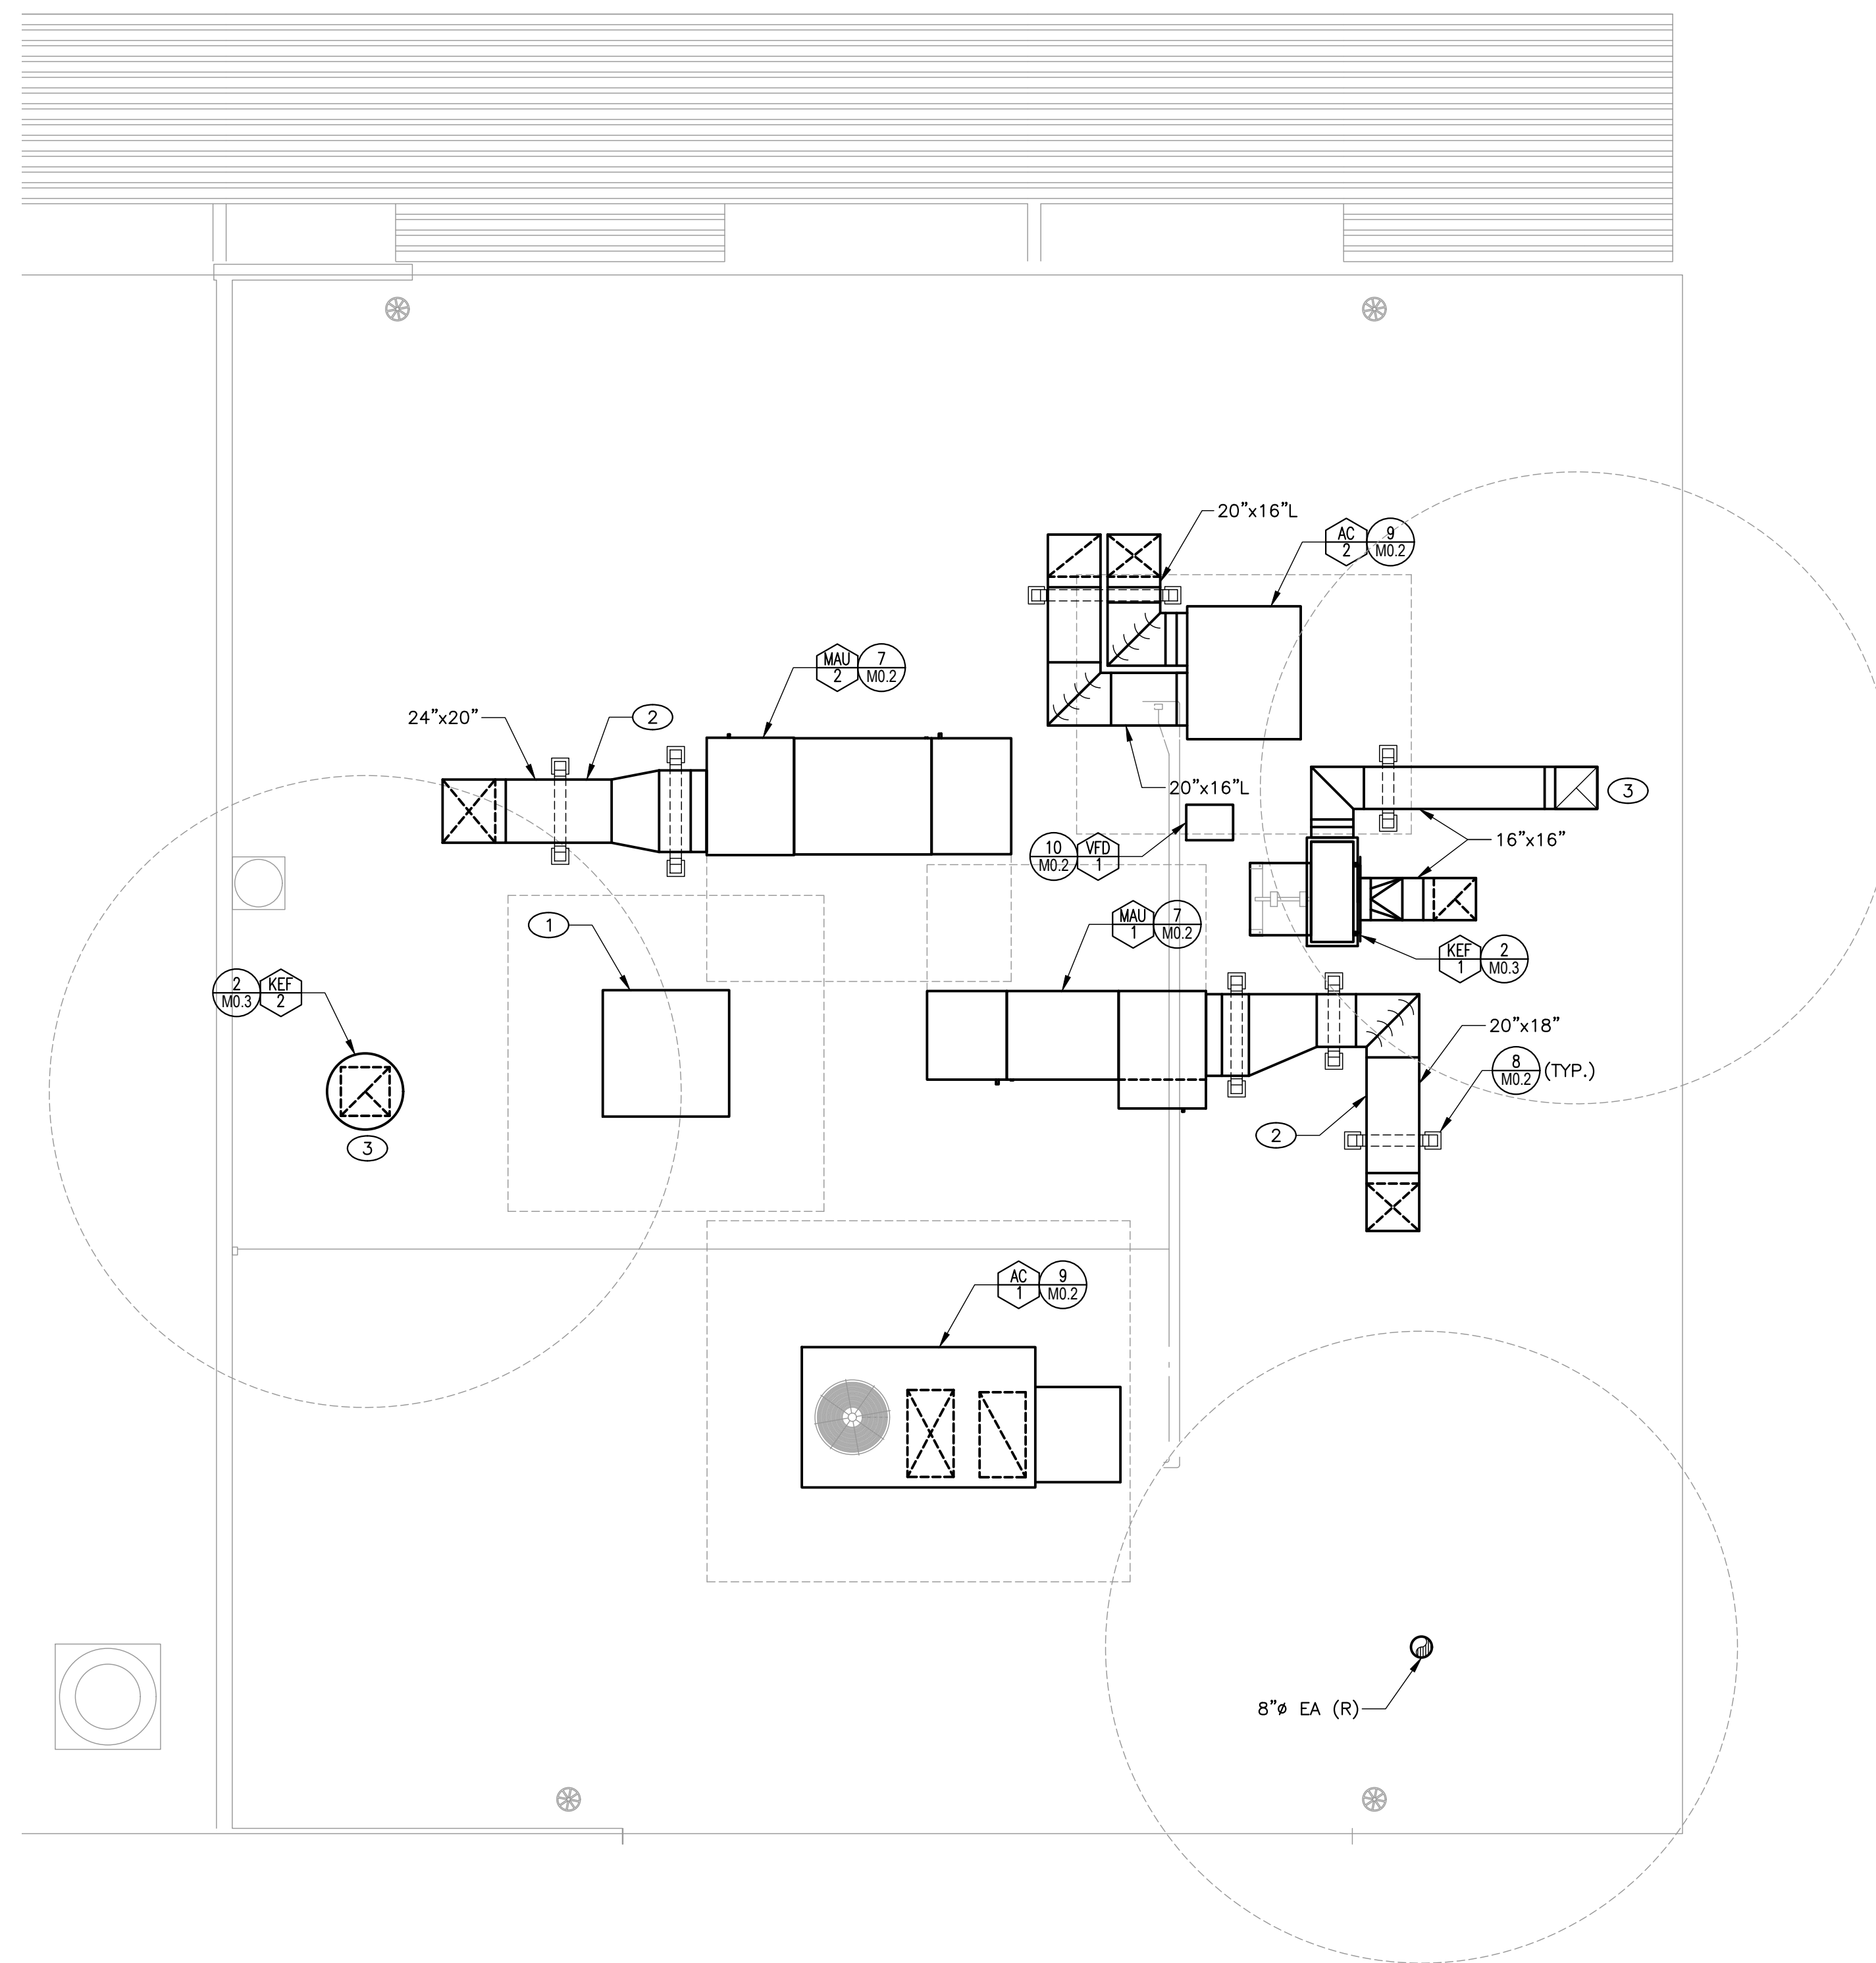 20”x16”L
AC
2
9
M0.2
MAU
2
7
M0.2
24”x20”
2
20”x16”L
3
16”x16”
10
M0.2
VFD
1
MAU
1
7
M0.2
1
KEF
1
2
M0.3
2
M0.3
KEF
2
20”x18”
8
M0.2
(TYP.)
2
3
AC
1
9
M0.2
8”ø EA (R)